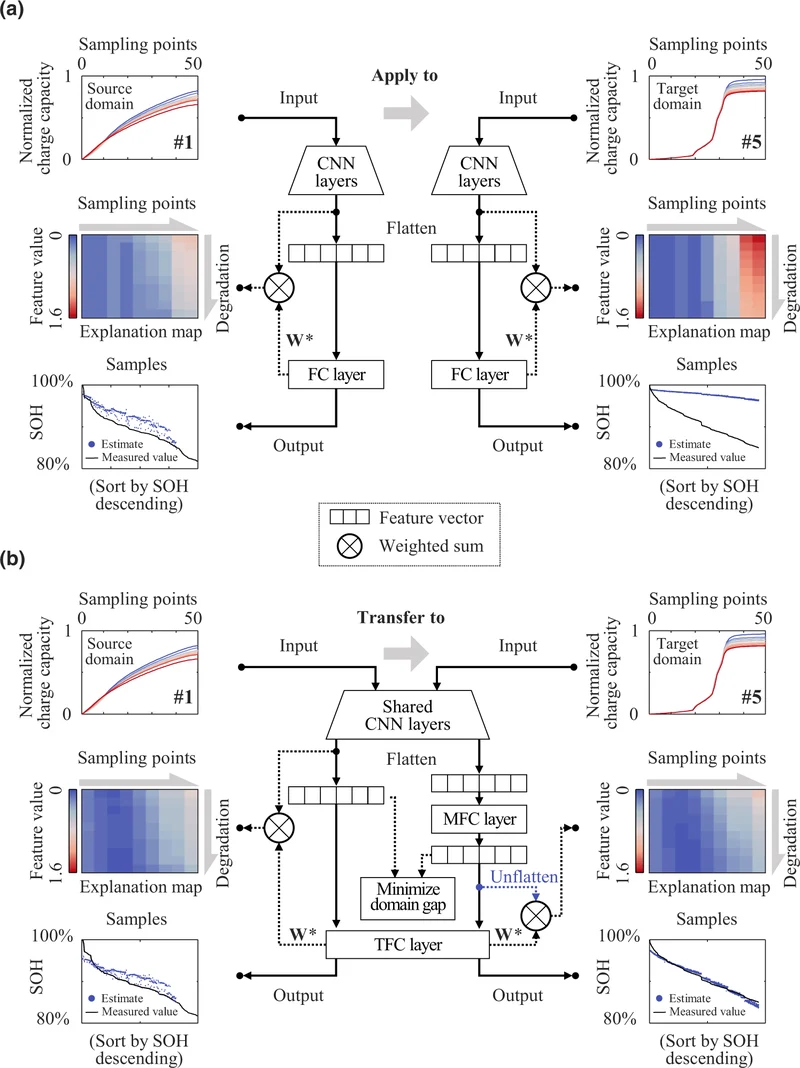 (a)
Sampling points
0 50
Normalized
charge capacity
1
0
Source
domain
#1
Input
Apply to
Input
Sampling points
0 50
Normalized
charge capacity
1
0
Target
domain
#5
CNN
layers
CNN
layers
Flatten
Sampling points
Feature value
0
1.6
Degradation
Explanation map
W*
W*
Sampling points
Feature value
0
1.6
Degradation
Explanation map
FC layer
FC layer
Samples
100%
SOH
80%
Estimate
Measured value
(Sort by SOH
descending)
Output
Output
Samples
100%
SOH
80%
Estimate
Measured value
(Sort by SOH
descending)
Feature vector
Weighted sum
(b)
Sampling points
0 50
Normalized
charge capacity
1
0
Source
domain
#1
Input
Transfer to
Input
Sampling points
0 50
Normalized
charge capacity
1
0
Target
domain
#5
Shared
CNN layers
Flatten
Sampling points
Feature value
0
1.6
Degradation
Explanation map
MFC layer
Unflatten
Minimize
domain gap
Sampling points
Feature value
0
1.6
Degradation
Explanation map
W*
TFC layer
W*
Samples
100%
SOH
80%
Estimate
Measured value
(Sort by SOH
descending)
Output
Output
Samples
100%
SOH
80%
Estimate
Measured value
(Sort by SOH
descending)